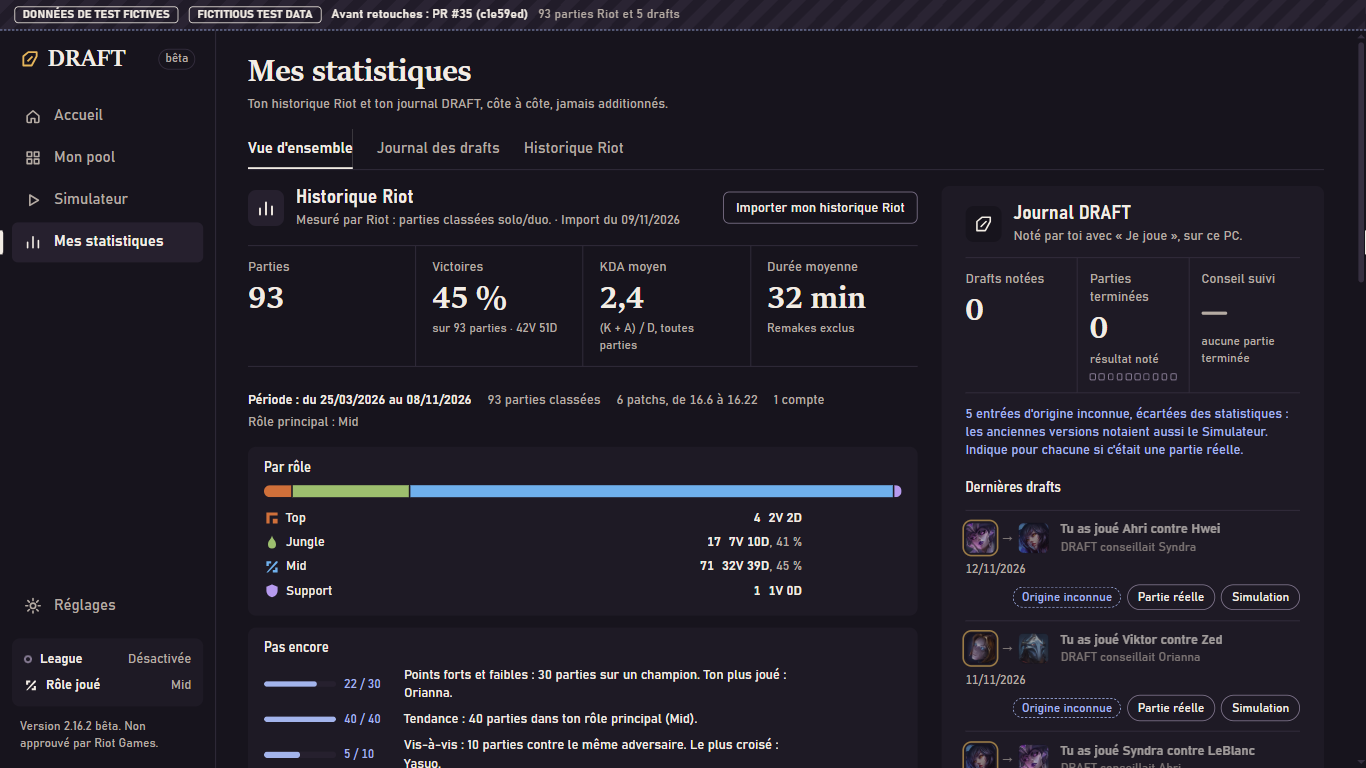 DONNÉES DE TEST FICTIVES FICTITIOUS TEST DATA Avant retouches : PR #35 (c1e59ed) 93 parties Riot et 5 drafts
DRAFT bêta
Accueil
Mon pool
Simulateur
Mes statistiques
Réglages
League Désactivée
Rôle joué Mid
Version 2.16.2 bêta. Non
approuvé par Riot Games.
Mes statistiques
Ton historique Riot et ton journal DRAFT, côte à côte, jamais additionnés.
Vue d'ensemble Journal des drafts Historique Riot
Historique Riot
Mesuré par Riot : parties classées solo/duo. · Import du 09/11/2026
Importer mon historique Riot
Parties
93
Victoires
45 %
sur 93 parties · 42V 51D
KDA moyen
2,4
(K + A) / D, toutes
parties
Durée moyenne
32 min
Remakes exclus
Période : du 25/03/2026 au 08/11/2026 93 parties classées 6 patchs, de 16.6 à 16.22 1 compte
Rôle principal : Mid
Par rôle
Top 4 2V 2D
Jungle 17 7V 10D, 41 %
Mid 71 32V 39D, 45 %
Support 1 1V 0D
Pas encore
22 / 30 Points forts et faibles : 30 parties sur un champion. Ton plus joué :
Orianna.
40 / 40 Tendance : 40 parties dans ton rôle principal (Mid).
5 / 10 Vis-à-vis : 10 parties contre le même adversaire. Le plus croisé :
Yasuo.
Journal DRAFT
Noté par toi avec « Je joue », sur ce PC.
Drafts notées
0
Parties
terminées
0
résultat noté
Conseil suivi
—
aucune partie
terminée
5 entrées d'origine inconnue, écartées des statistiques :
les anciennes versions notaient aussi le Simulateur.
Indique pour chacune si c'était une partie réelle.
Dernières drafts
→ Tu as joué Ahri contre Hwei
DRAFT conseillait Syndra
12/11/2026
Origine inconnue Partie réelle Simulation
→ Tu as joué Viktor contre Zed
DRAFT conseillait Orianna
11/11/2026
Origine inconnue Partie réelle Simulation
→ Tu as joué Syndra contre LeBlanc
DRAFT conseillait Ahri